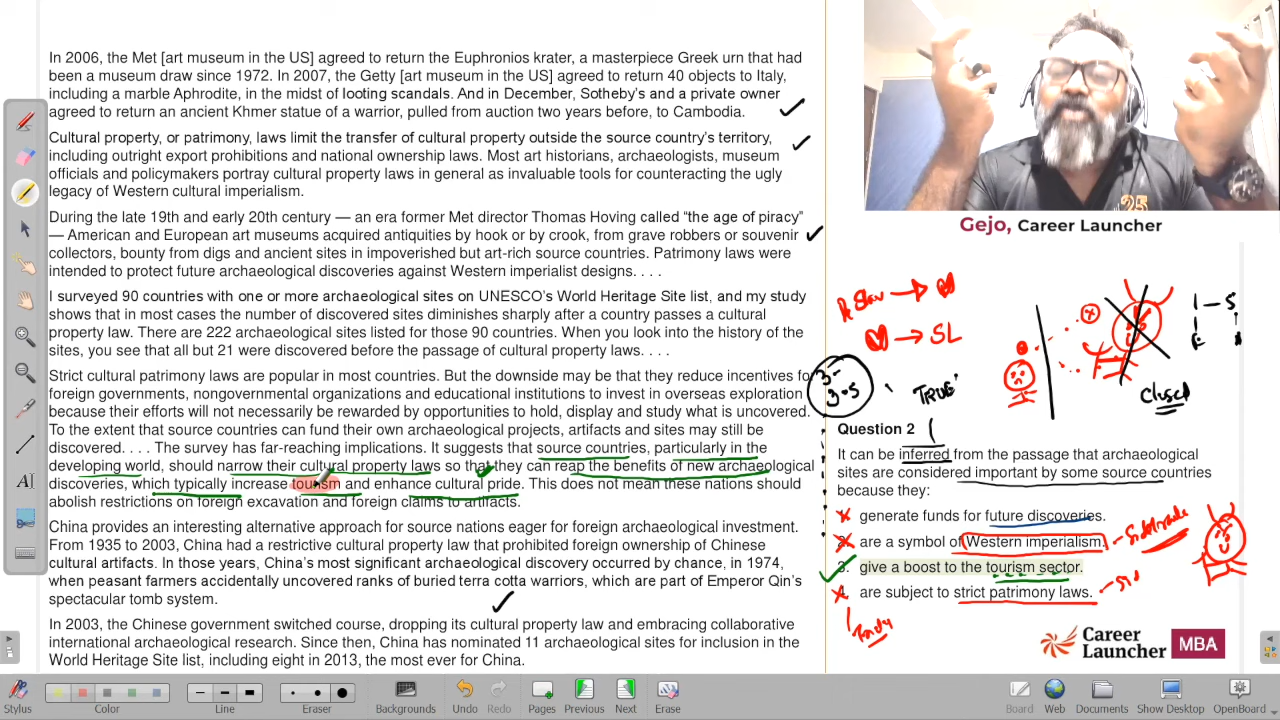 In 2006, the Met [art museum in the US] agreed to return the Euphronios krater, a masterpiece Greek urn that had
been a museum draw since 1972. In 2007, the Getty [art museum in the US] agreed to return 40 objects to Italy,
including a marble Aphrodite, in the midst of looting scandals. And in December, Sotheby's and a private owner
agreed to return an ancient Khmer statue of a warrior, pulled from auction two years before, to Cambodia.
Cultural property, or patrimony, laws limit the transfer of cultural property outside the source country's territory,
including outright export prohibitions and national ownership laws. Most art historians, archaeologists, museum
officials and policymakers portray cultural property laws in general as invaluable tools for counteracting the ugly
legacy of Western cultural imperialism.
During the late 19th and early 20th century — an era former Met director Thomas Hoving called “the age of piracy”
— American and European art museums acquired antiquities by hook or by crook, from grave robbers or souvenir
collectors, bounty from digs and ancient sites in impoverished but art-rich source countries. Patrimony laws were
intended to protect future archaeological discoveries against Western imperialist designs. . . .
I surveyed 90 countries with one or more archaeological sites on UNESCO's World Heritage Site list, and my study
shows that in most cases the number of discovered sites diminishes sharply after a country passes a cultural
property law. There are 222 archaeological sites listed for those 90 countries. When you look into the history of the
sites, you see that all but 21 were discovered before the passage of cultural property laws. . . .
Strict cultural patrimony laws are popular in most countries. But the downside may be that they reduce incentives for
foreign governments, nongovernmental organizations and educational institutions to invest in overseas exploration
because their efforts will not necessarily be rewarded by opportunities to hold, display and study what is uncovered.
To the extent that source countries can fund their own archaeological projects, artifacts and sites may still be
discovered. . . . The survey has far-reaching implications. It suggests that source countries, particularly in the
developing world, should narrow their cultural property laws so that they can reap the benefits of new archaeological
discoveries, which typically increase tourism and enhance cultural pride. This does not mean these nations should
abolish restrictions on foreign excavation and foreign claims to artifacts.
China provides an interesting alternative approach for source nations eager for foreign archaeological investment.
From 1935 to 2003, China had a restrictive cultural property law that prohibited foreign ownership of Chinese
cultural artifacts. In those years, China's most significant archaeological discovery occurred by chance, in 1974,
when peasant farmers accidentally uncovered ranks of buried terra cotta warriors, which are part of Emperor Qin's
spectacular tomb system.
In 2003, the Chinese government switched course, dropping its cultural property law and embracing collaborative
international archaeological research. Since then, China has nominated 11 archaeological sites for inclusion in the
World Heritage Site list, including eight in 2013, the most ever for China.
25
Gejo, Career Launcher
SL
1 – S
TRUE
Closed
Question 2
It can be inferred from the passage that archaeological
sites are considered important by some source countries
because they:
generate funds for future discoveries.
are a symbol of Western imperialism.
3. give a boost to the tourism sector.
are subject to strict patrimony laws.
Career
Launcher
MBA
Stylus
Color
Line
Eraser
Backgrounds
Undo
Redo
Pages
Previous
Next
Erase
Board
Web
Documents
Show Desktop
OpenBoard